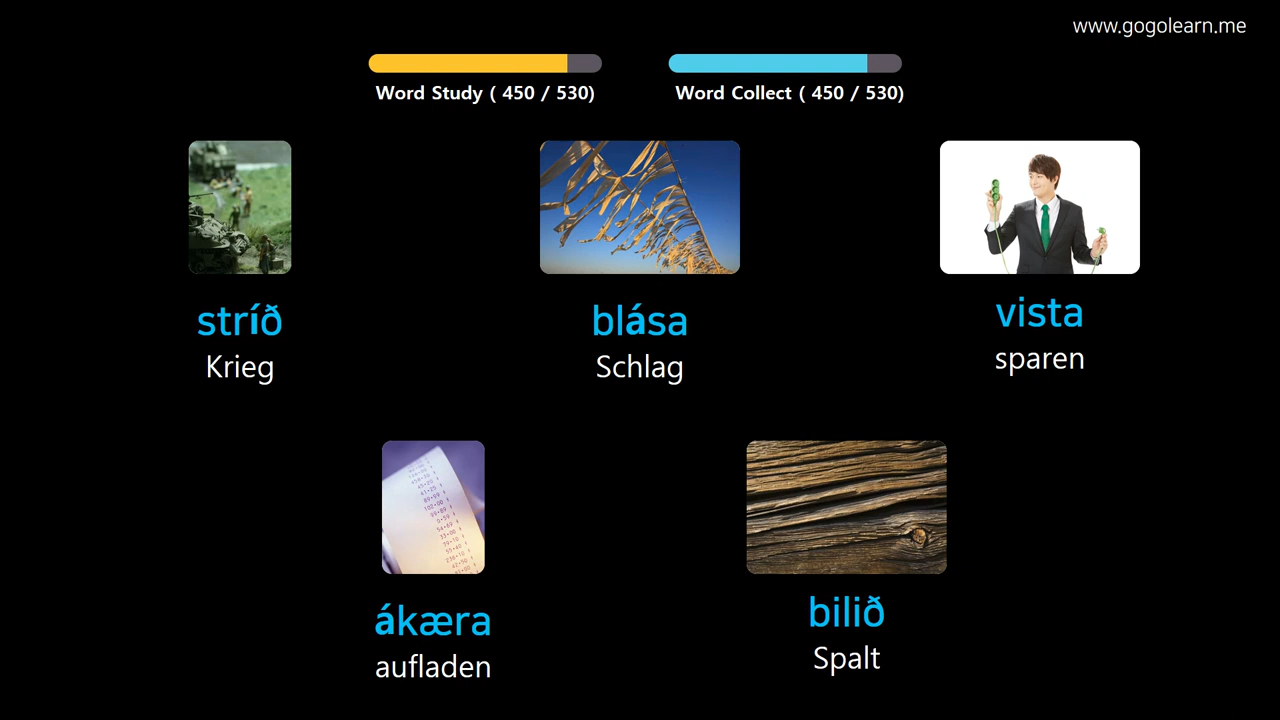 www.gogolearn.me
Word Study ( 450 / 530)
Word Collect ( 450 / 530)
stríð
Krieg
blása
Schlag
vista
sparen
ákæra
aufladen
bilið
Spalt